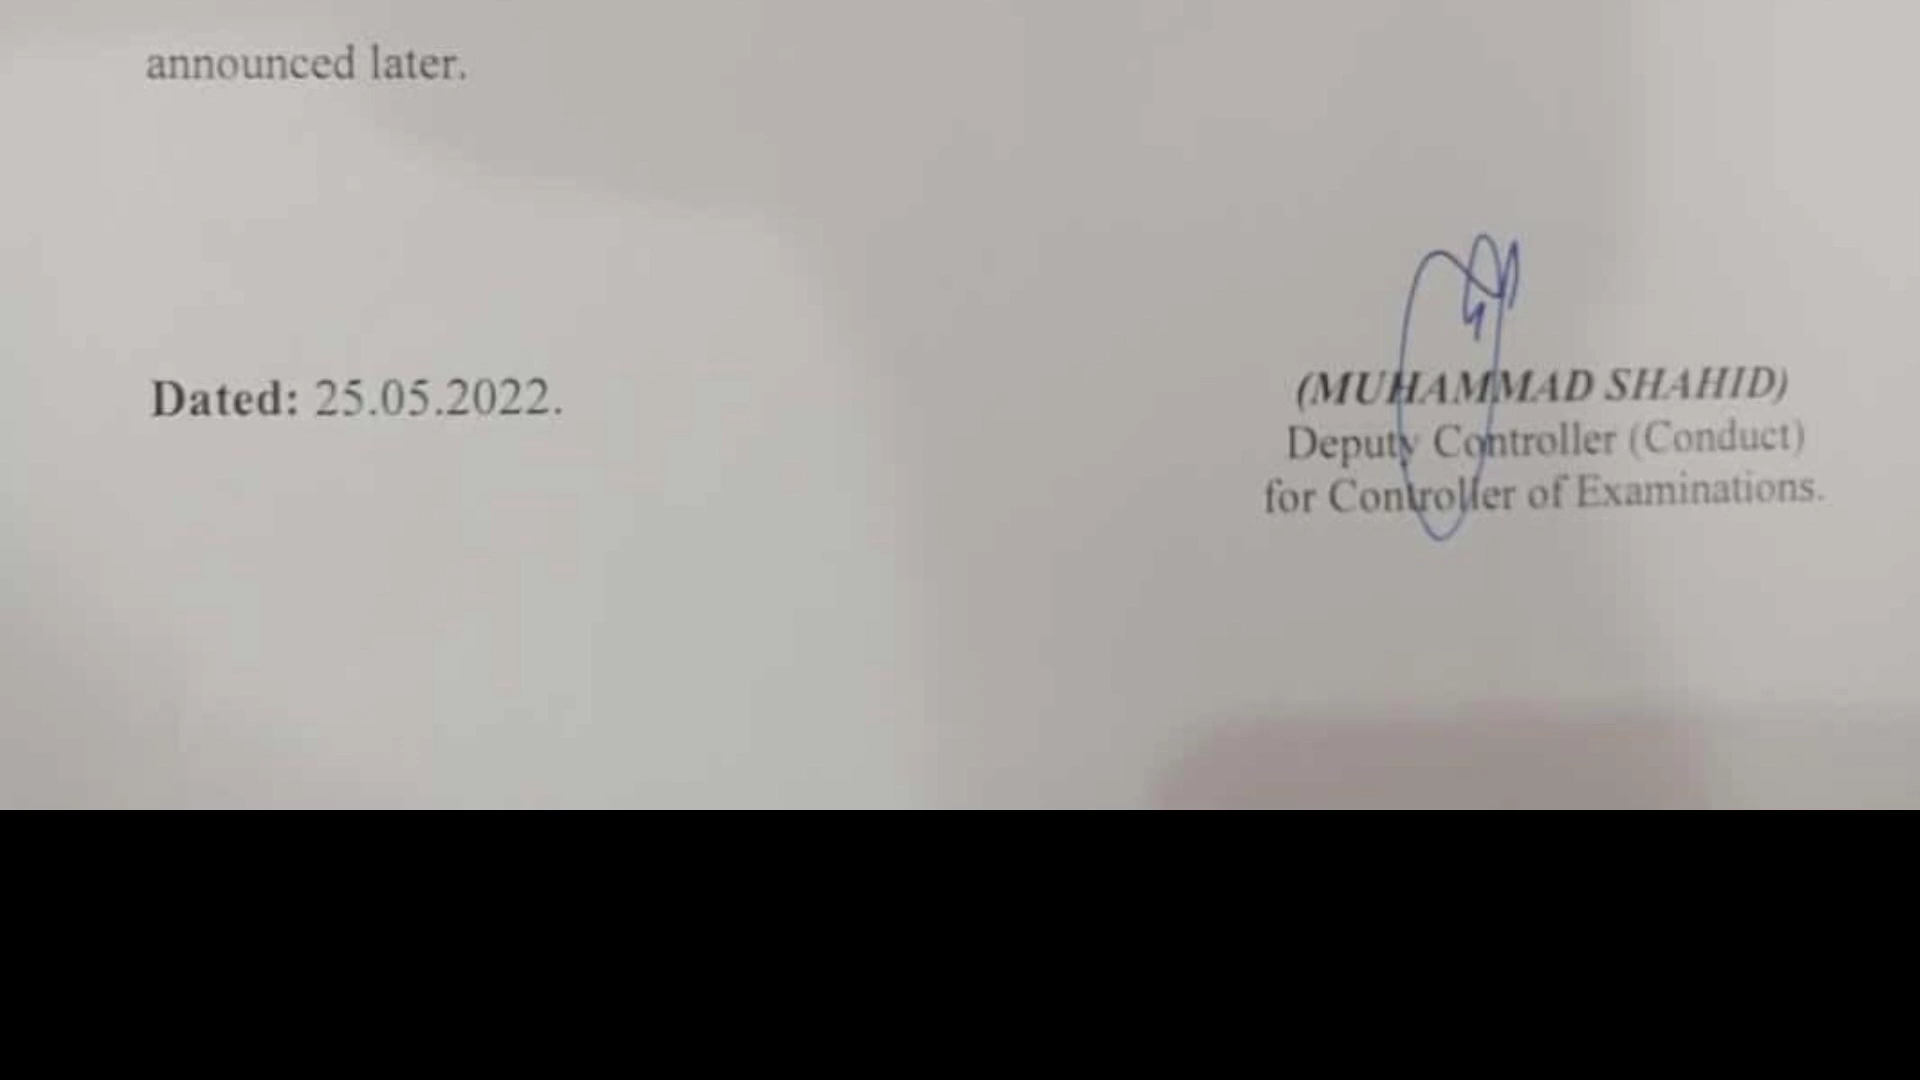 announced later.
Dated: 25.05.2022.
(MUHAMMAD SHAHID)
Deputy Controller (Conduct)
for Controller of Examinations.